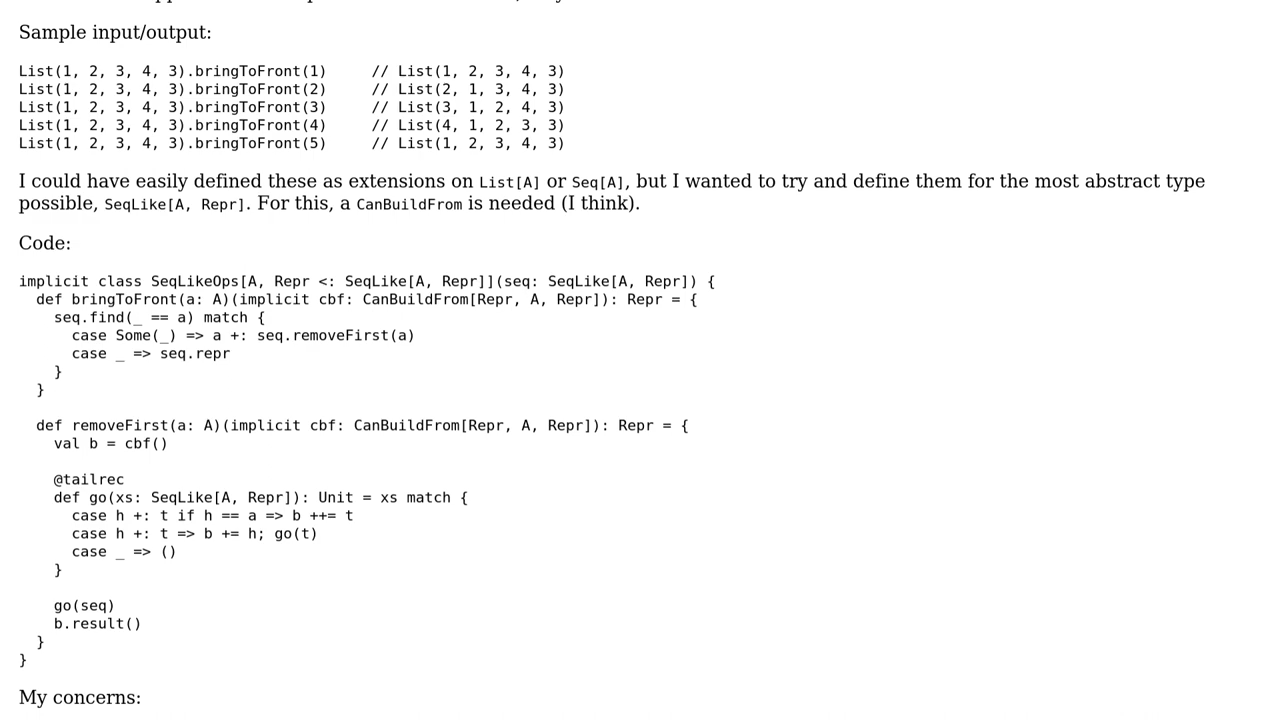 Sample input/output:
List(1, 2, 3, 4, 3).bringToFront(1)     // List(1, 2, 3, 4, 3)
List(1, 2, 3, 4, 3).bringToFront(2)     // List(2, 1, 3, 4, 3)
List(1, 2, 3, 4, 3).bringToFront(3)     // List(3, 1, 2, 4, 3)
List(1, 2, 3, 4, 3).bringToFront(4)     // List(4, 1, 2, 3, 3)
List(1, 2, 3, 4, 3).bringToFront(5)     // List(1, 2, 3, 4, 3)
I could have easily defined these as extensions on List[A] or Seq[A], but I wanted to try and define them for the most abstract type
possible, SeqLike[A, Repr]. For this, a CanBuildFrom is needed (I think).
Code:
implicit class SeqLikeOps[A, Repr <: SeqLike[A, Repr]](seq: SeqLike[A, Repr]) {
  def bringToFront(a: A)(implicit cbf: CanBuildFrom[Repr, A, Repr]): Repr = {
    seq.find(_ == a) match {
      case Some(_) => a +: seq.removeFirst(a)
      case _ => seq.repr
    }
  }
  def removeFirst(a: A)(implicit cbf: CanBuildFrom[Repr, A, Repr]): Repr = {
    val b = cbf()
    @tailrec
    def go(xs: SeqLike[A, Repr]): Unit = xs match {
      case h +: t if h == a => b ++= t
      case h +: t => b += h; go(t)
      case _ => ()
    }
    go(seq)
    b.result()
  }
}
My concerns: